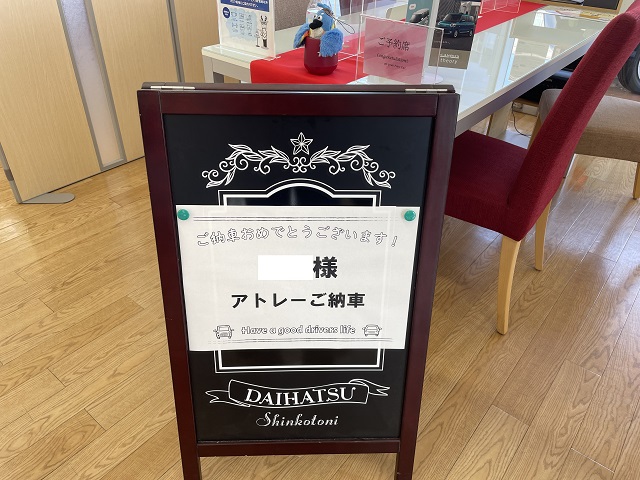 ご予約席
ご納車おめでとうございます！
様
アトレーご納車
Have a good drivers life
DAIHATSU
Shinkotoni